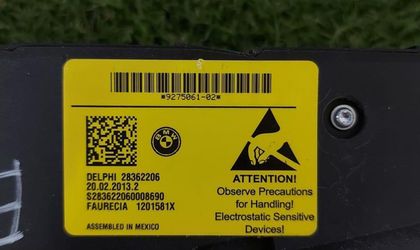 *9275061-02*
BMW
DELPHI 28362206
20.02.2013.2
S283622060008690
FAURECIA 1201581X
ASSEMBLED IN MEXICO
ATTENTION!
Observe Precautions
for Handling!
Electrostatic Sensitive
Devices!